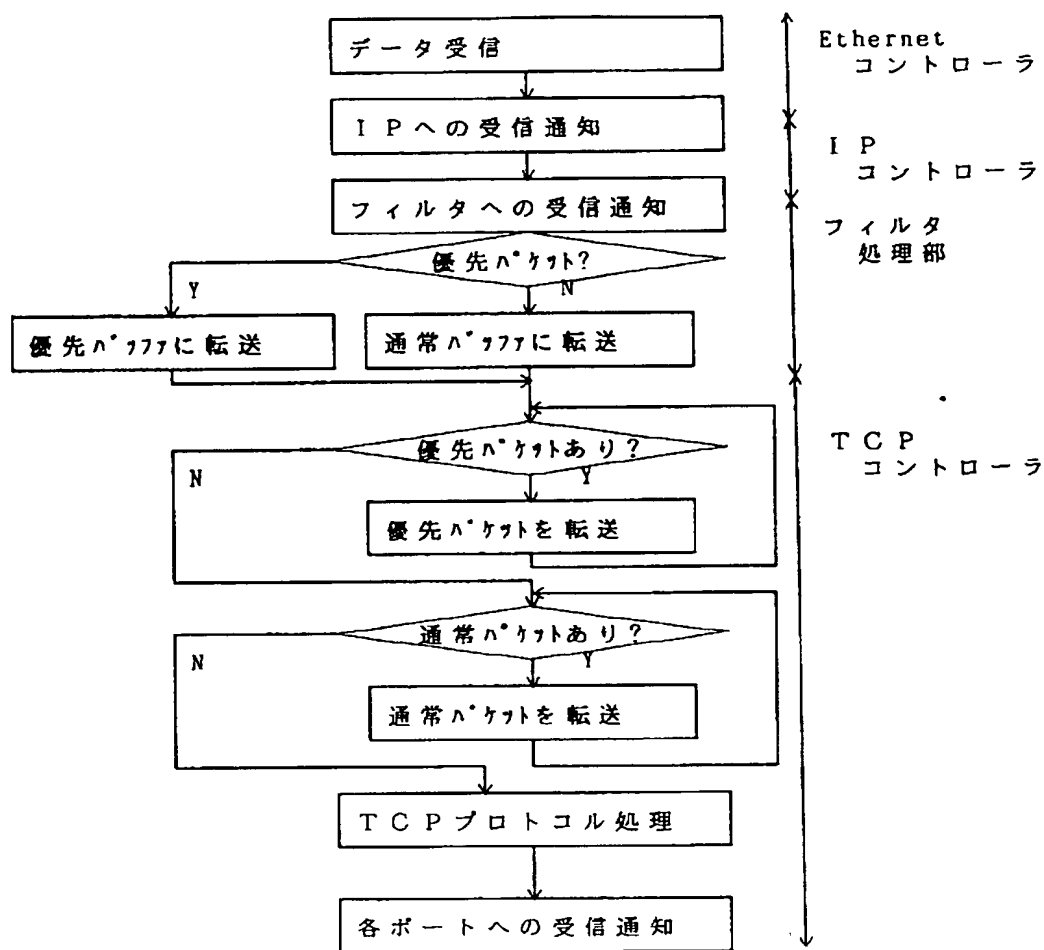 データ受信
Ethernet
コントローラ
IPへの受信通知
IP
コントローラ
フィルタへの受信通知
フィルタ
処理部
優先パケット?
Y
N
優先バッファに転送
通常バッファに転送
TCP
コントローラ
優先パケットあり?
N
Y
優先パケットを転送
通常パケットあり?
N
Y
通常パケットを転送
TCPプロトコル処理
各ポートへの受信通知